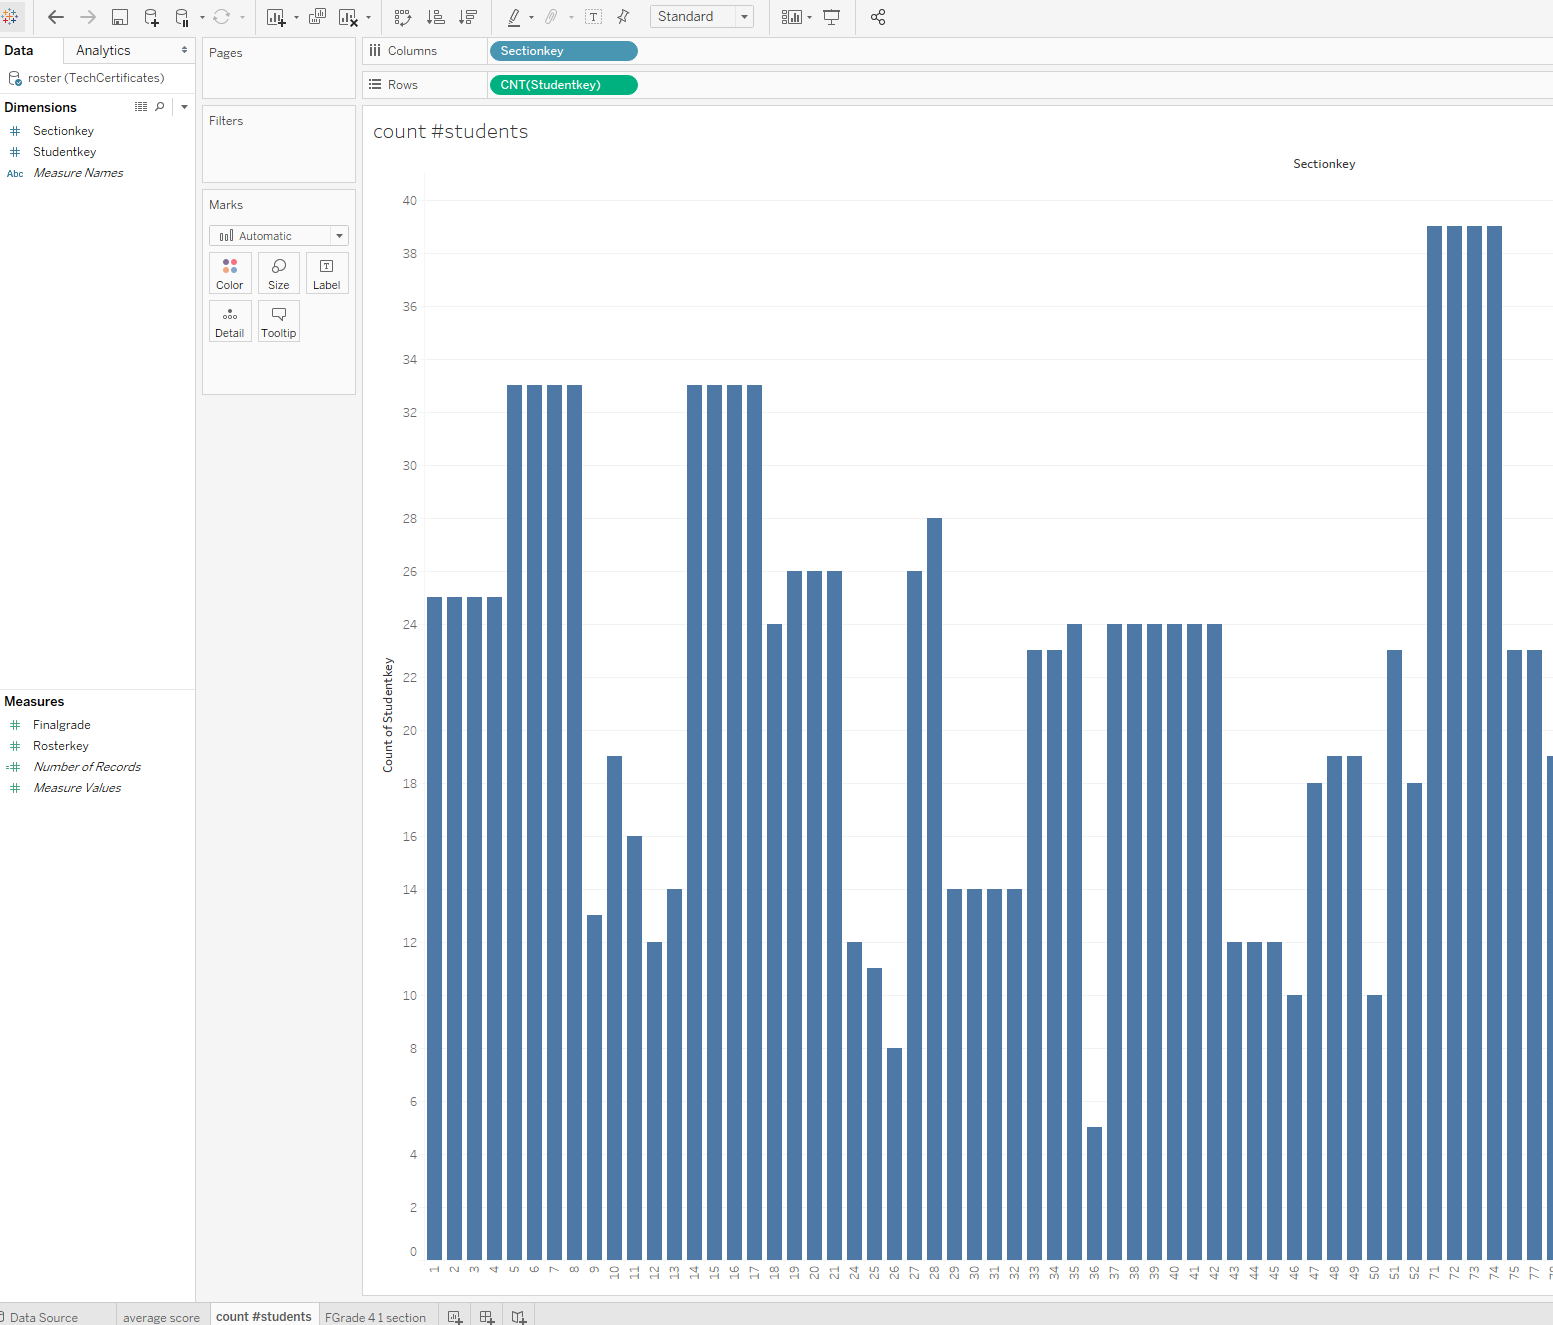 Standard
Data
Analytics
roster (TechCertificates)
Dimensions
Sectionkey
Studentkey
Abc Measure Names
Measures
Finalgrade
Rosterkey
Number of Records
Measure Values
Pages
Filters
Marks
Automatic
Color
Size
Label
Detail
Tooltip
Columns
Sectionkey
Rows
CNT(Studentkey)
count #students
Sectionkey
Count of Studentkey
40
38
36
34
32
30
28
26
24
22
20
18
16
14
12
10
8
6
4
2
0
1 2 3 4 5 6 7 8 9 10 11 12 13 14 15 16 17 18 19 20 21 24 25 26 27 28 29 30 31 32 33 34 35 36 37 38 39 40 41 42 43 44 45 46 47 48 49 50 51 52 71 72 73 74 75 77
Data Source
average score
count #students
FGrade 4 1 section